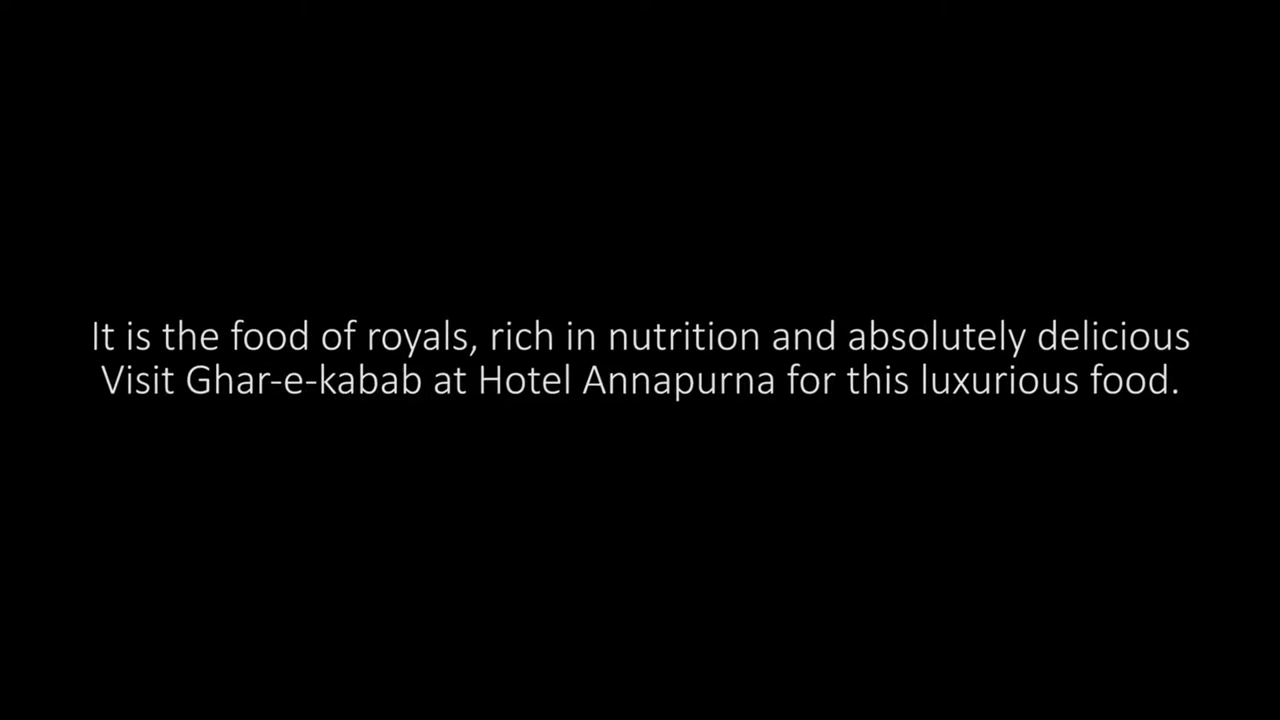 It is the food of royals, rich in nutrition and absolutely delicious
Visit Ghar-e-kabab at Hotel Annapurna for this luxurious food.